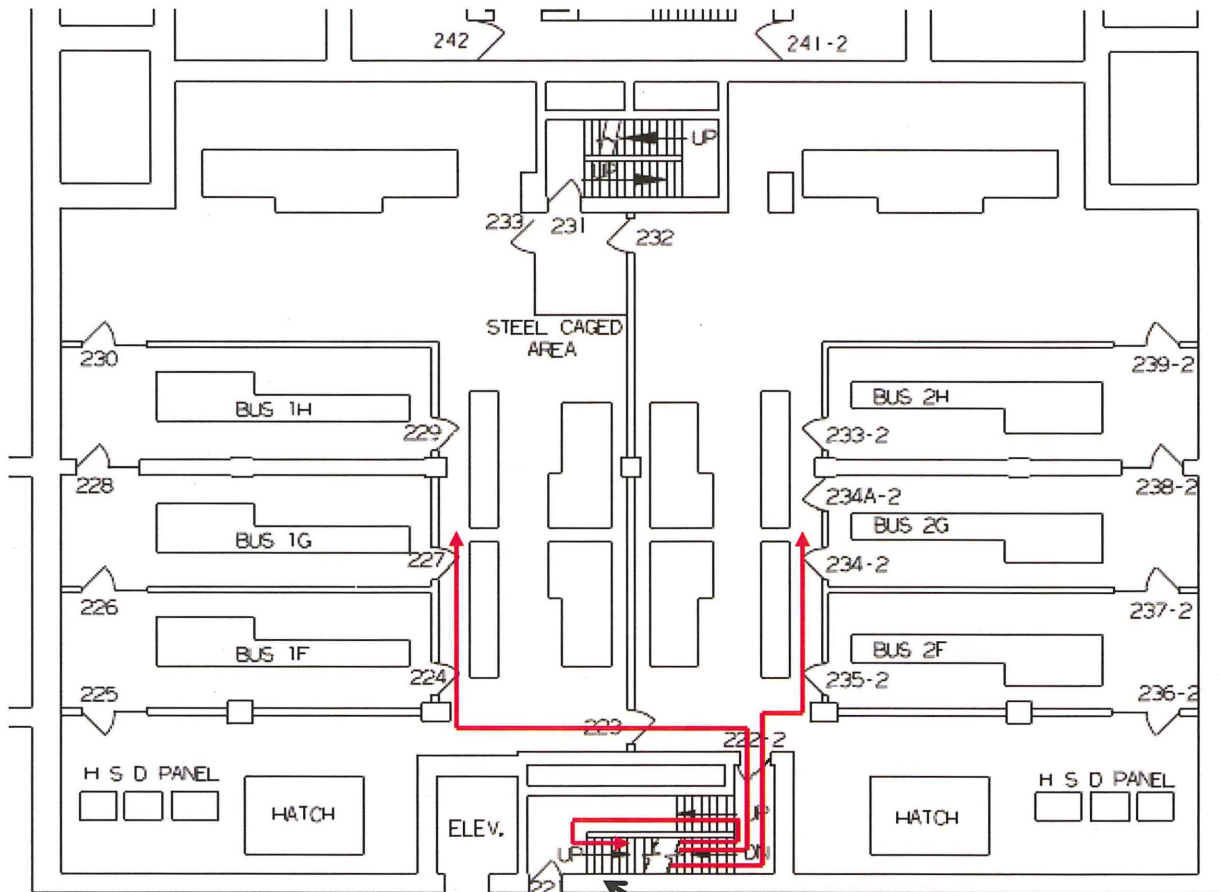 242
241-2
UP
UP
233
231
232
STEEL CAGED
AREA
230
239-2
BUS 1H
BUS 2H
229
233-2
228
234A-2
238-2
BUS 1G
BUS 2G
227
234-2
226
237-2
BUS 1F
BUS 2F
224
235-2
225
236-2
223
222-2
H S D PANEL
H S D PANEL
HATCH
HATCH
UP
ELEV.
UP
DN